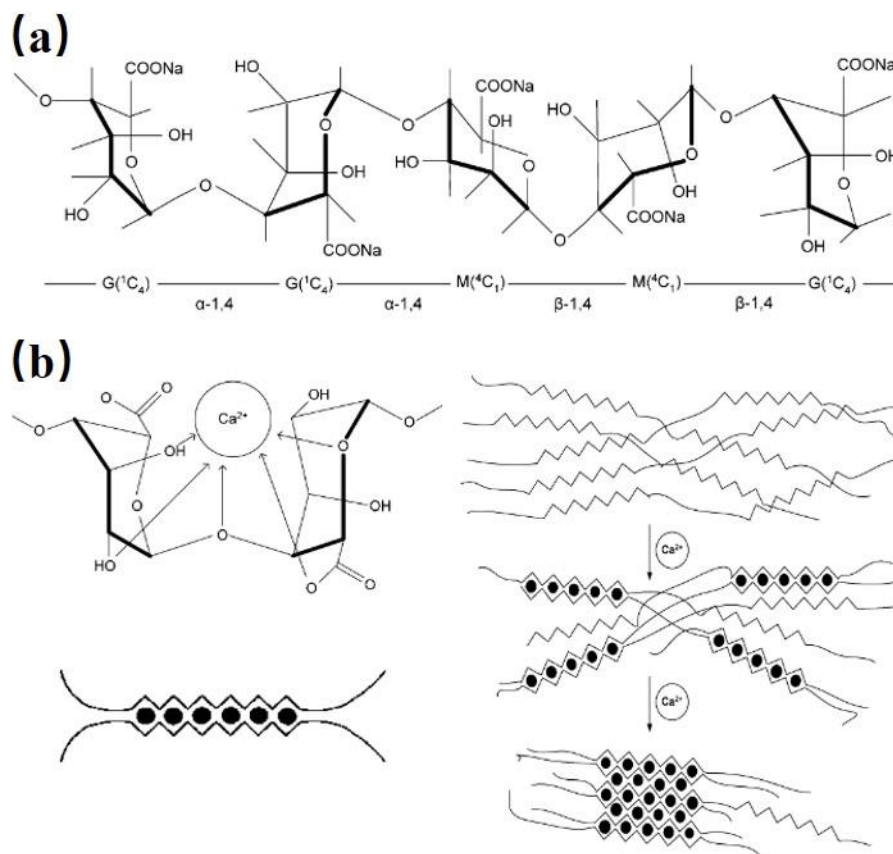 (a)
COONa
HO
COONa
COONa
O
O
O
O
OH
HO
OH
O
O
OH
O
OH
HO
O
O
OH
HO
O
COONa
OH
COONa
O
OH
G(¹C₄)
G(¹C₄)
M(⁴C₁)
M(⁴C₁)
G(¹C₄)
α-1,4
α-1,4
β-1,4
β-1,4
(b)
O
O
OH
Ca²⁺
O
O
OH
O
O
OH
O
HO
O
O
Ca²⁺
Ca²⁺